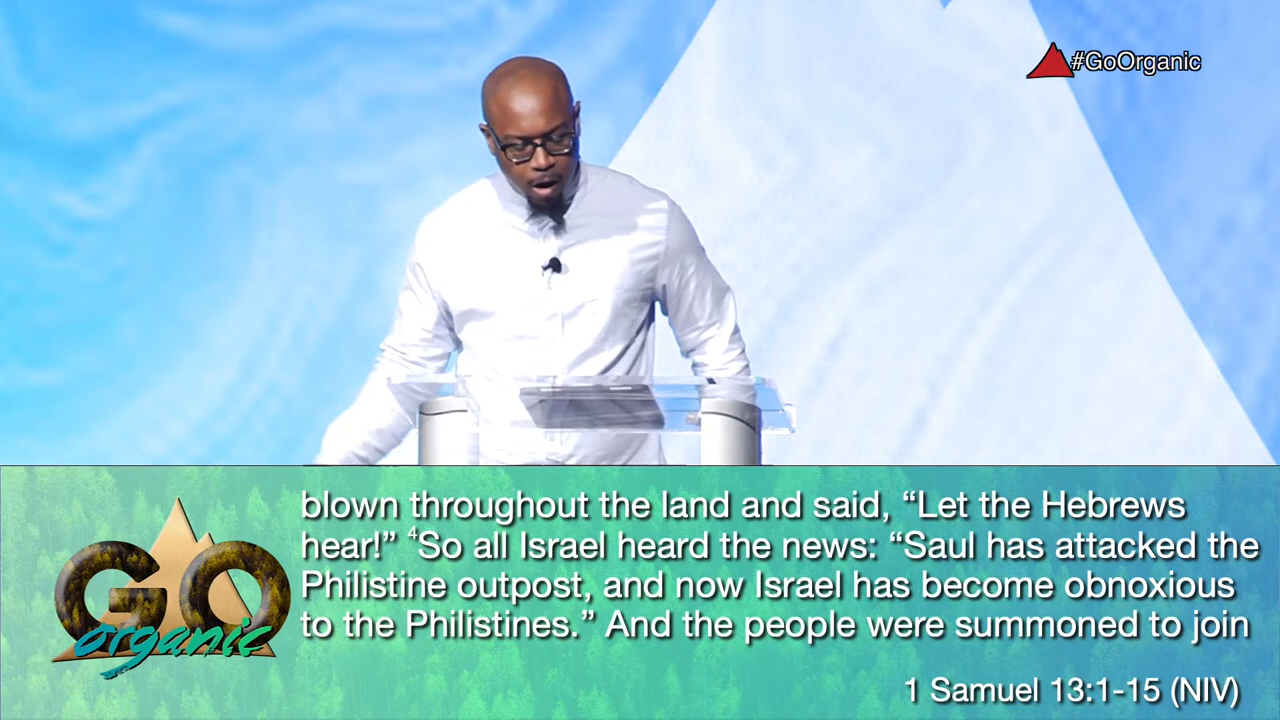 #GoOrganic
blown throughout the land and said, “Let the Hebrews
hear!” ⁴So all Israel heard the news: “Saul has attacked the
Philistine outpost, and now Israel has become obnoxious
to the Philistines.” And the people were summoned to join
GO
organic
1 Samuel 13:1-15 (NIV)